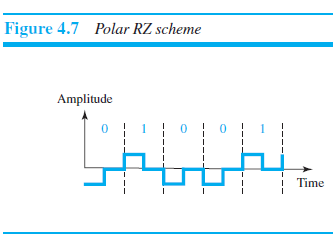 Figure 4.7 Polar RZ scheme
Amplitude
0 1 0 0 1
Time